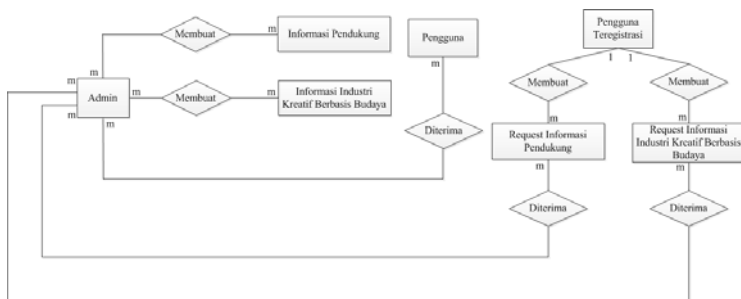 Membuat
m
m
Informasi Pendukung
Pengguna
m
Pengguna
Teregistrasi
1
1
m
m
m
Admin
m
m
Membuat
m
Informasi Industri
Kreatif Berbasis Budaya
Membuat
Membuat
m
m
Diterima
Request Informasi
Pendukung
m
Request Informasi
Industri Kreatif Berbasis
Budaya
m
Diterima
Diterima